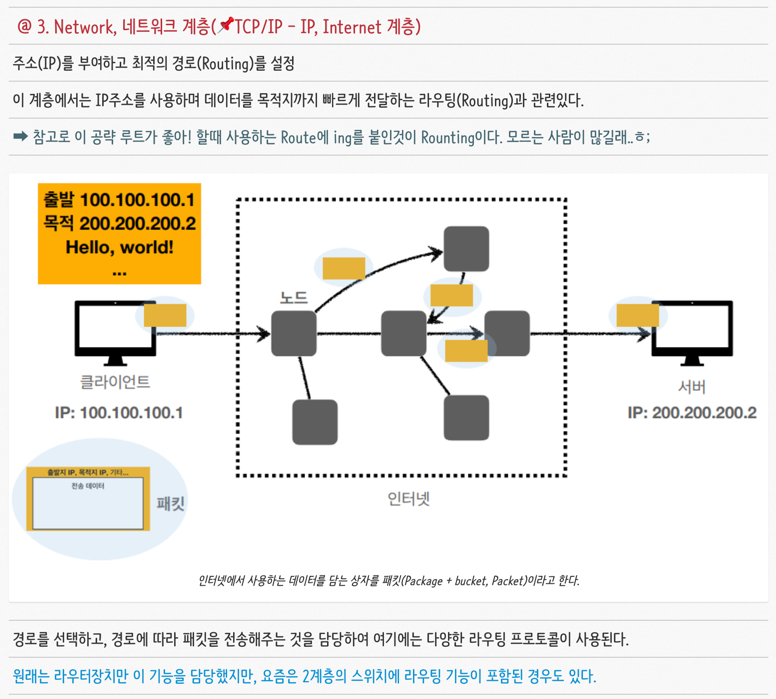 @ 3. Network, 네트워크 계층(📌TCP/IP - IP, Internet 계층)
주소(IP)를 부여하고 최적의 경로(Routing)를 설정
이 계층에서는 IP주소를 사용하며 데이터를 목적지까지 빠르게 전달하는 라우팅(Routing)과 관련있다.
➡ 참고로 이 공략 루트가 좋아! 할때 사용하는 Route에 ing를 붙인것이 Rounting이다. 모르는 사람이 많길래..ㅎ;
출발 100.100.100.1
목적 200.200.200.2
Hello, world!
...
노드
클라이언트
IP: 100.100.100.1
서버
IP: 200.200.200.2
출발지 IP, 목적지 IP, 기타...
전송 데이터
패킷
인터넷
인터넷에서 사용하는 데이터를 담는 상자를 패킷(Package + bucket, Packet)이라고 한다.
경로를 선택하고, 경로에 따라 패킷을 전송해주는 것을 담당하여 여기에는 다양한 라우팅 프로토콜이 사용된다.
원래는 라우터장치만 이 기능을 담당했지만, 요즘은 2계층의 스위치에 라우팅 기능이 포함된 경우도 있다.